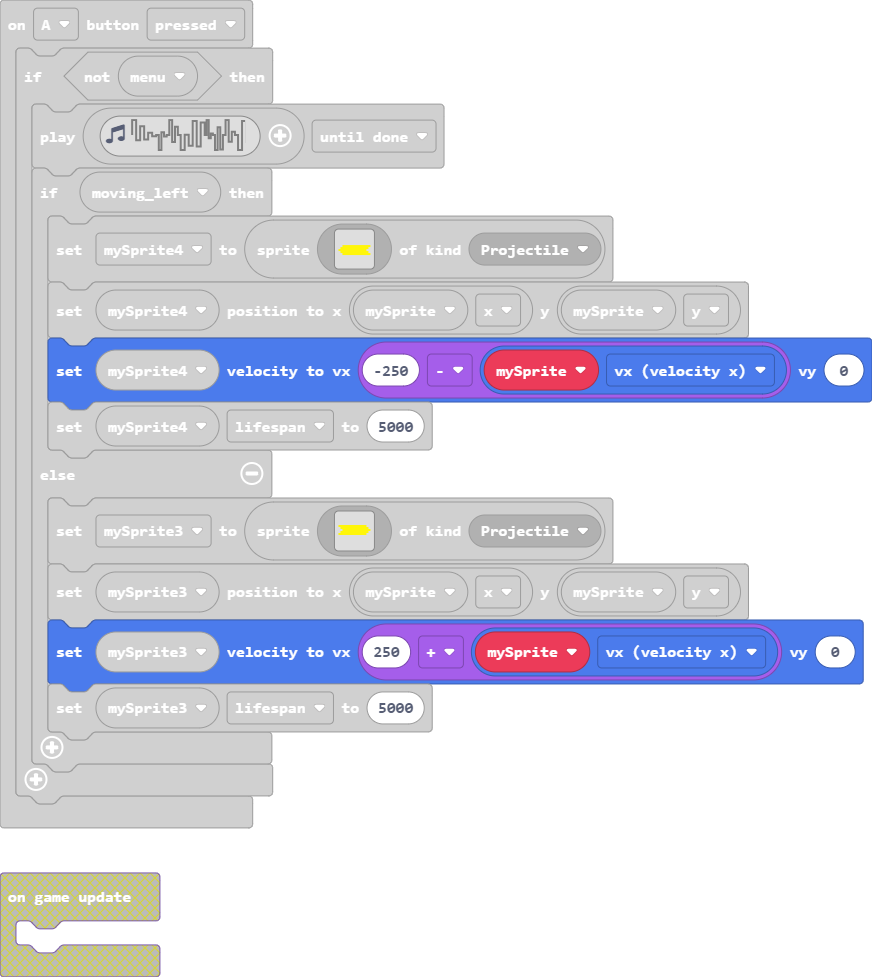 on A button pressed
if not menu then
play until done
if moving_left then
set mySprite4 to sprite of kind Projectile
set mySprite4 position to x mySprite x y mySprite y
set mySprite4 velocity to vx -250 - mySprite vx (velocity x) vy 0
set mySprite4 lifespan to 5000
else
set mySprite3 to sprite of kind Projectile
set mySprite3 position to x mySprite x y mySprite y
set mySprite3 velocity to vx 250 + mySprite vx (velocity x) vy 0
set mySprite3 lifespan to 5000
on game update